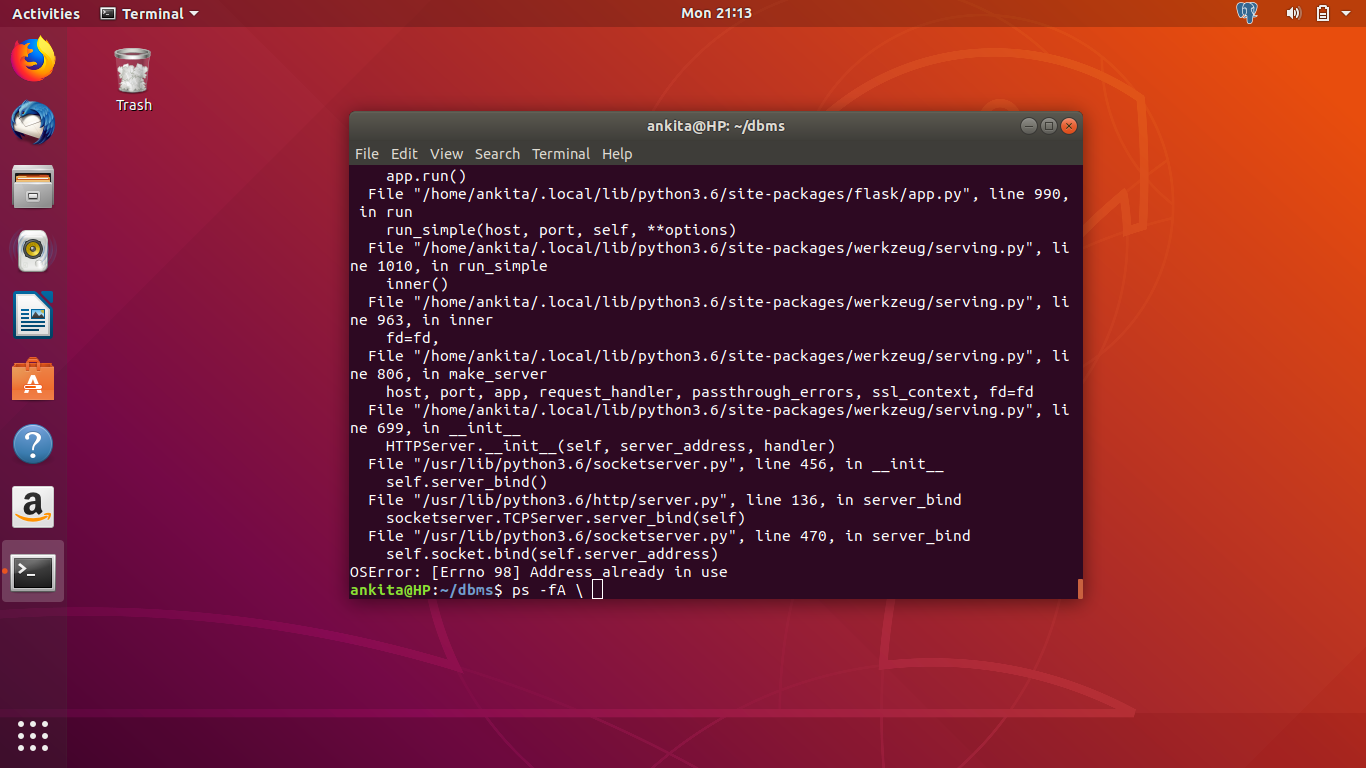 Activities Terminal Mon 21:13
Trash
ankita@HP: ~/dbms
File Edit View Search Terminal Help
    app.run()
  File "/home/ankita/.local/lib/python3.6/site-packages/flask/app.py", line 990,
 in run
    run_simple(host, port, self, **options)
  File "/home/ankita/.local/lib/python3.6/site-packages/werkzeug/serving.py", li
ne 1010, in run_simple
    inner()
  File "/home/ankita/.local/lib/python3.6/site-packages/werkzeug/serving.py", li
ne 963, in inner
    fd=fd,
  File "/home/ankita/.local/lib/python3.6/site-packages/werkzeug/serving.py", li
ne 806, in make_server
    host, port, app, request_handler, passthrough_errors, ssl_context, fd=fd
  File "/home/ankita/.local/lib/python3.6/site-packages/werkzeug/serving.py", li
ne 699, in __init__
    HTTPServer.__init__(self, server_address, handler)
  File "/usr/lib/python3.6/socketserver.py", line 456, in __init__
    self.server_bind()
  File "/usr/lib/python3.6/http/server.py", line 136, in server_bind
    socketserver.TCPServer.server_bind(self)
  File "/usr/lib/python3.6/socketserver.py", line 470, in server_bind
    self.socket.bind(self.server_address)
OSError: [Errno 98] Address already in use
ankita@HP:~/dbms$ ps -fA \